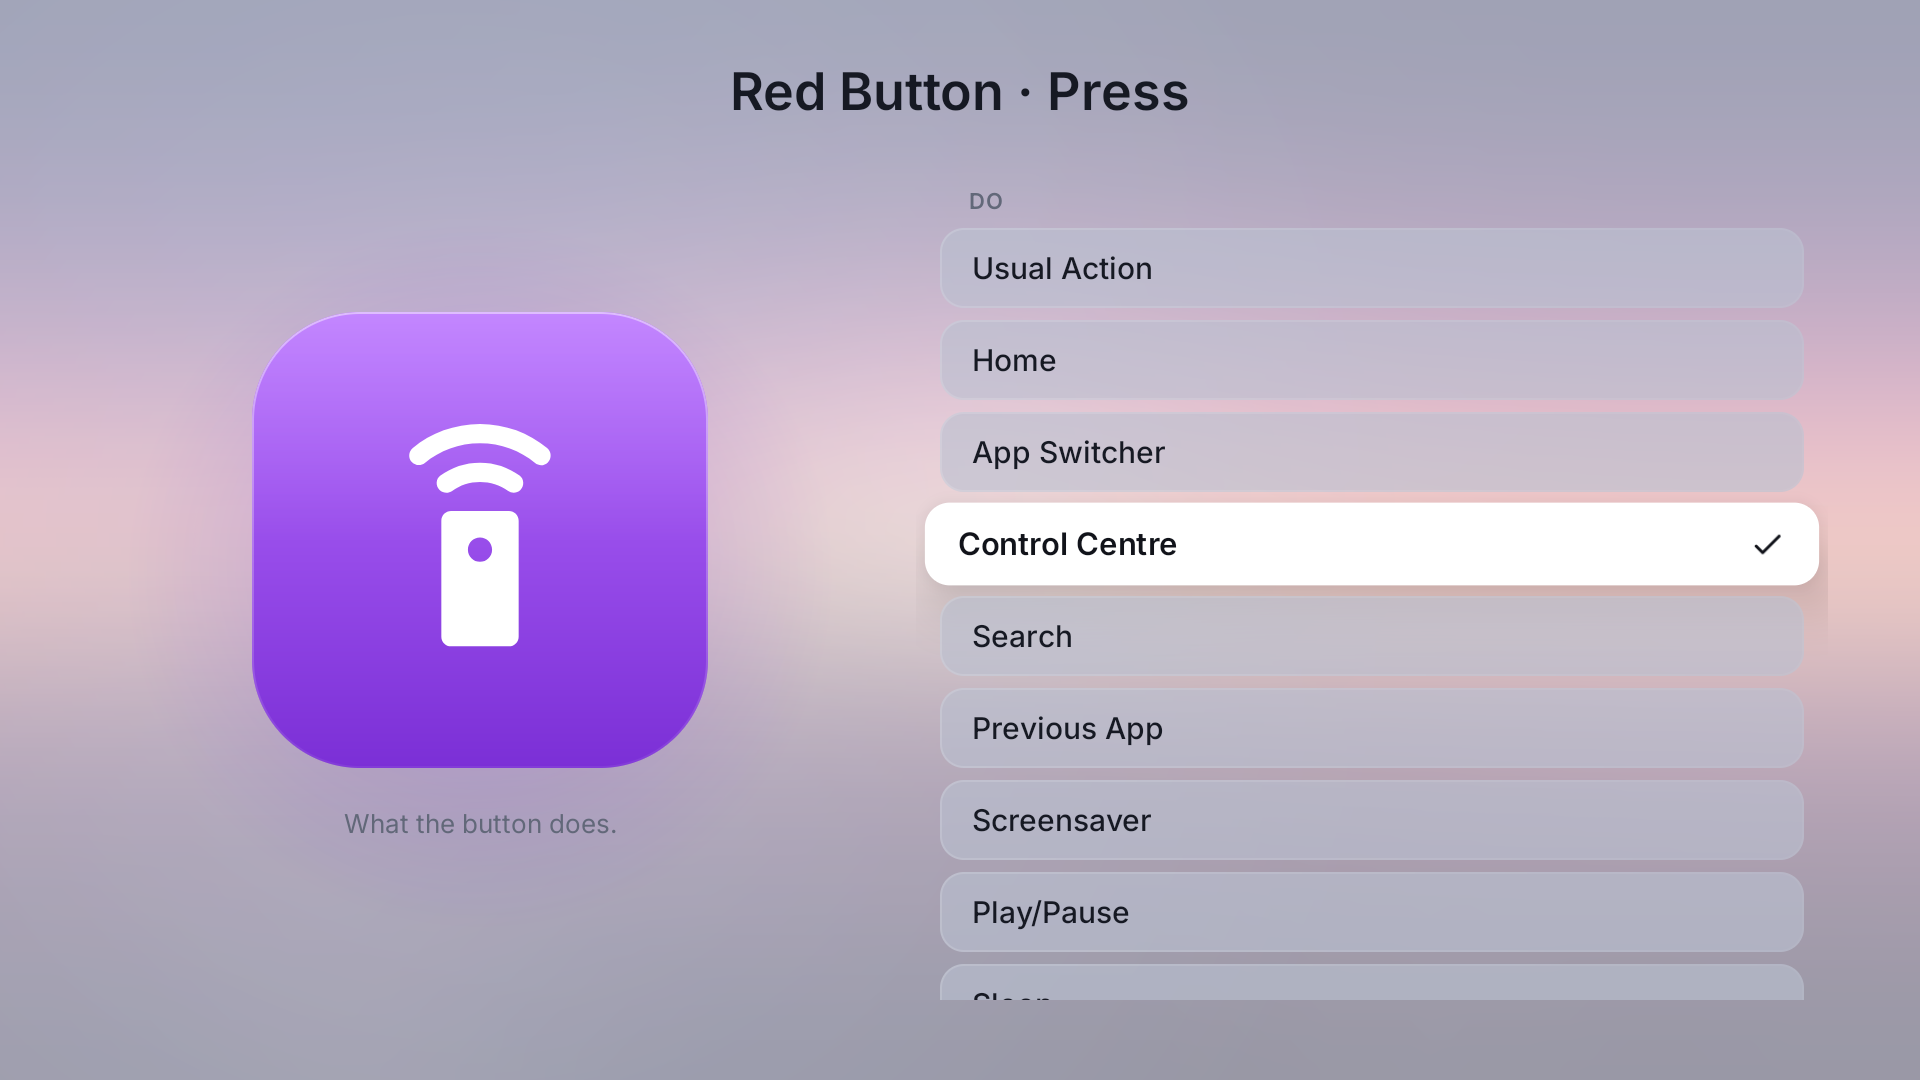 Red Button · Press
DO
Usual Action
Home
App Switcher
Control Centre
Search
Previous App
Screensaver
Play/Pause
What the button does.